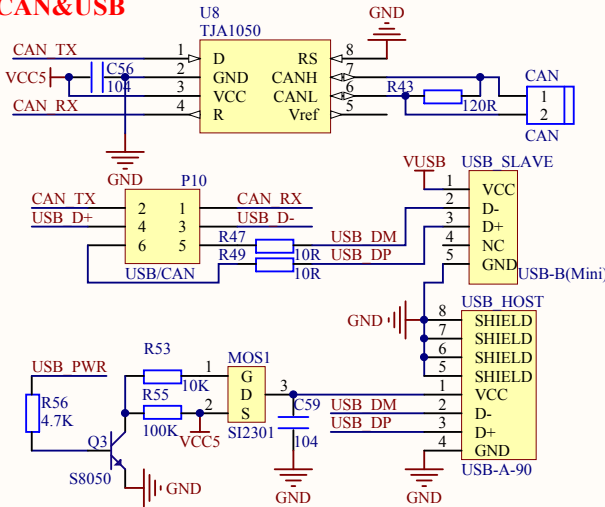 CAN&USB
U8
TJA1050
GND
CAN_TX
1
D
RS
8
VCC5
C56
104
2
GND
CANH
7
3
VCC
CANL
6
R43
120R
CAN
1
2
CAN
CAN_RX
4
R
Vref
5
GND
P10
CAN_TX
2
1
CAN_RX
USB_D+
4
3
USB_D-
6
5
USB/CAN
R47
10R
USB_DM
R49
10R
USB_DP
VUSB
USB_SLAVE
1
VCC
2
D-
3
D+
4
NC
5
GND
USB-B(Mini)
USB_HOST
GND
8
SHIELD
7
SHIELD
6
SHIELD
5
SHIELD
1
VCC
USB_DM
2
D-
USB_DP
3
D+
4
GND
USB-A-90
GND
USB_PWR
R56
4.7K
Q3
S8050
GND
R53
10K
R55
100K
MOS1
1
G
D
3
2
S
VCC5
SI2301
C59
104
GND